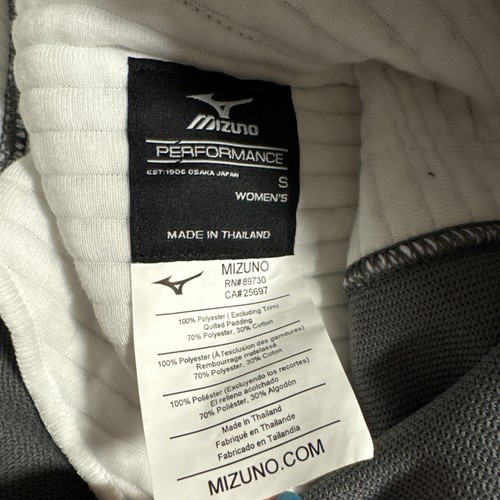 MIZUNO
PERFORMANCE
EST:1906 OSAKA JAPAN
S
WOMEN'S
MADE IN THAILAND
MIZUNO
RN#89730
CA#25697
100% Polyester ( Excluding Trim)
Quilted Padding
70% Polyester, 30% Cotton
100% Polyester (À l'exclusion des garnitures)
Rembourrage matelassé
70% Polyester, 30% Coton
100% Poliéster (Excluyendo los recortes)
El relleno acolchado
70% Poliéster, 30% Algodón
Made in Thailand
Fabriqué en Thailande
Fabricado en Tailandia
MIZUNO.COM